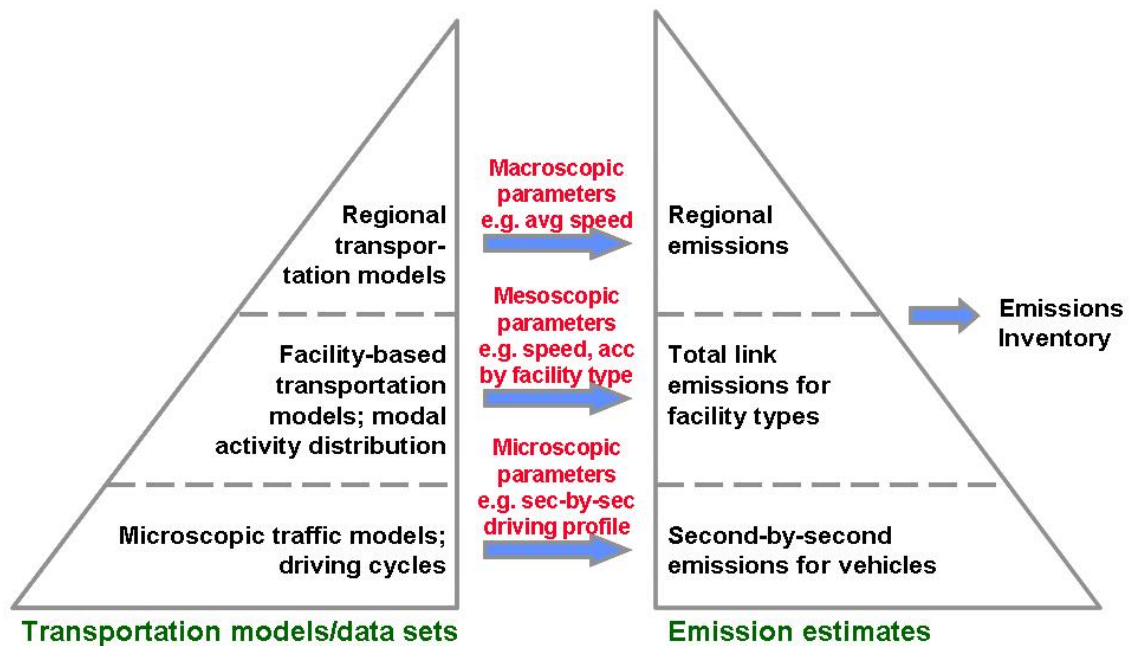 Macroscopic
parameters
e.g. avg speed
Regional
transpor-
tation models
Regional
emissions
Mesoscopic
parameters
e.g. speed, acc
by facility type
Facility-based
transportation
models; modal
activity distribution
Total link
emissions for
facility types
Emissions
Inventory
Microscopic
parameters
e.g. sec-by-sec
driving profile
Microscopic traffic models;
driving cycles
Second-by-second
emissions for vehicles
Transportation models/data sets
Emission estimates